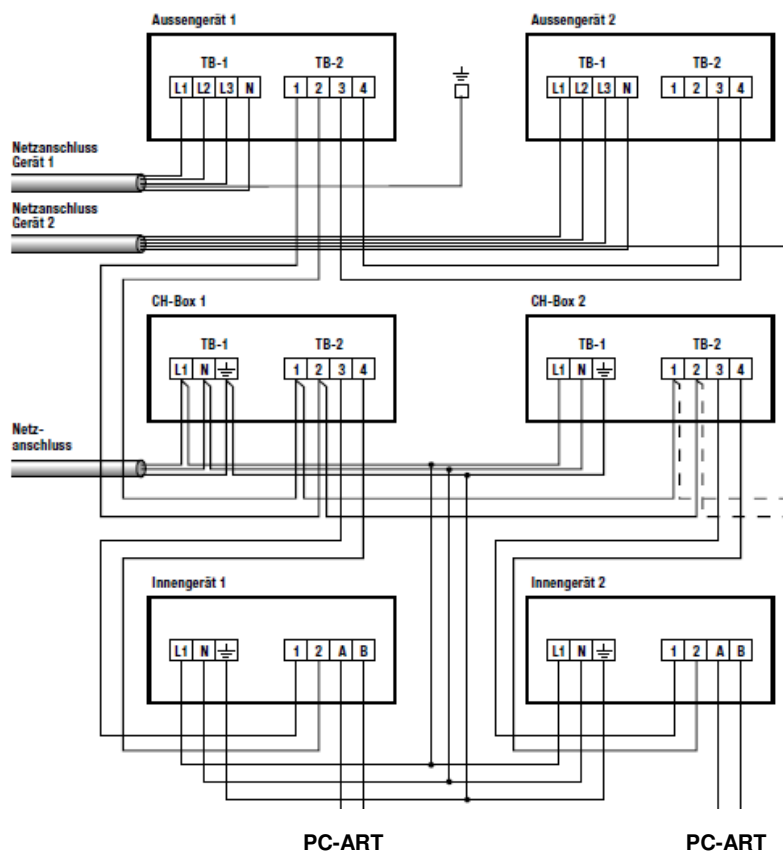 Aussengerät 1
Aussengerät 2
TB-1 TB-2
TB-1 TB-2
L1 L2 L3 N 1 2 3 4
L1 L2 L3 N 1 2 3 4
Netzanschluss
Gerät 1
Netzanschluss
Gerät 2
CH-Box 1
CH-Box 2
TB-1 TB-2
TB-1 TB-2
L1 N 1 2 3 4
L1 N 1 2 3 4
Netz-
anschluss
Innengerät 1
Innengerät 2
L1 N 1 2 A B
L1 N 1 2 A B
PC-ART
PC-ART